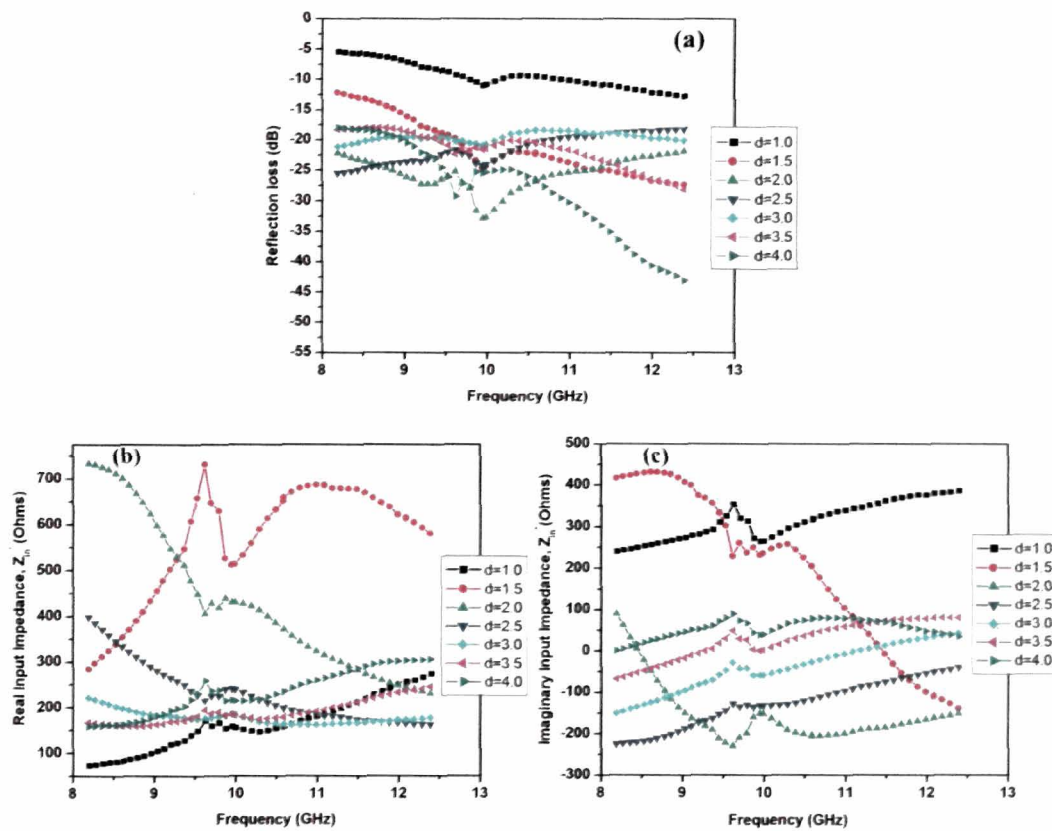 (a)
0
-5
-10
-15
-20
-25
-30
-35
-40
-45
-50
-55
Reflection loss (dB)
8 9 10 11 12 13
Frequency (GHz)
d=1.0
d=1.5
d=2.0
d=2.5
d=3.0
d=3.5
d=4.0
(b)
700
600
500
400
300
200
100
Real Input Impedance, Z'in (Ohms)
8 9 10 11 12 13
Frequency (GHz)
d=1.0
d=1.5
d=2.0
d=2.5
d=3.0
d=3.5
d=4.0
(c)
500
400
300
200
100
0
-100
-200
-300
Imaginary Input Impedance, Z"in (Ohms)
8 9 10 11 12 13
Frequency (GHz)
d=1.0
d=1.5
d=2.0
d=2.5
d=3.0
d=3.5
d=4.0